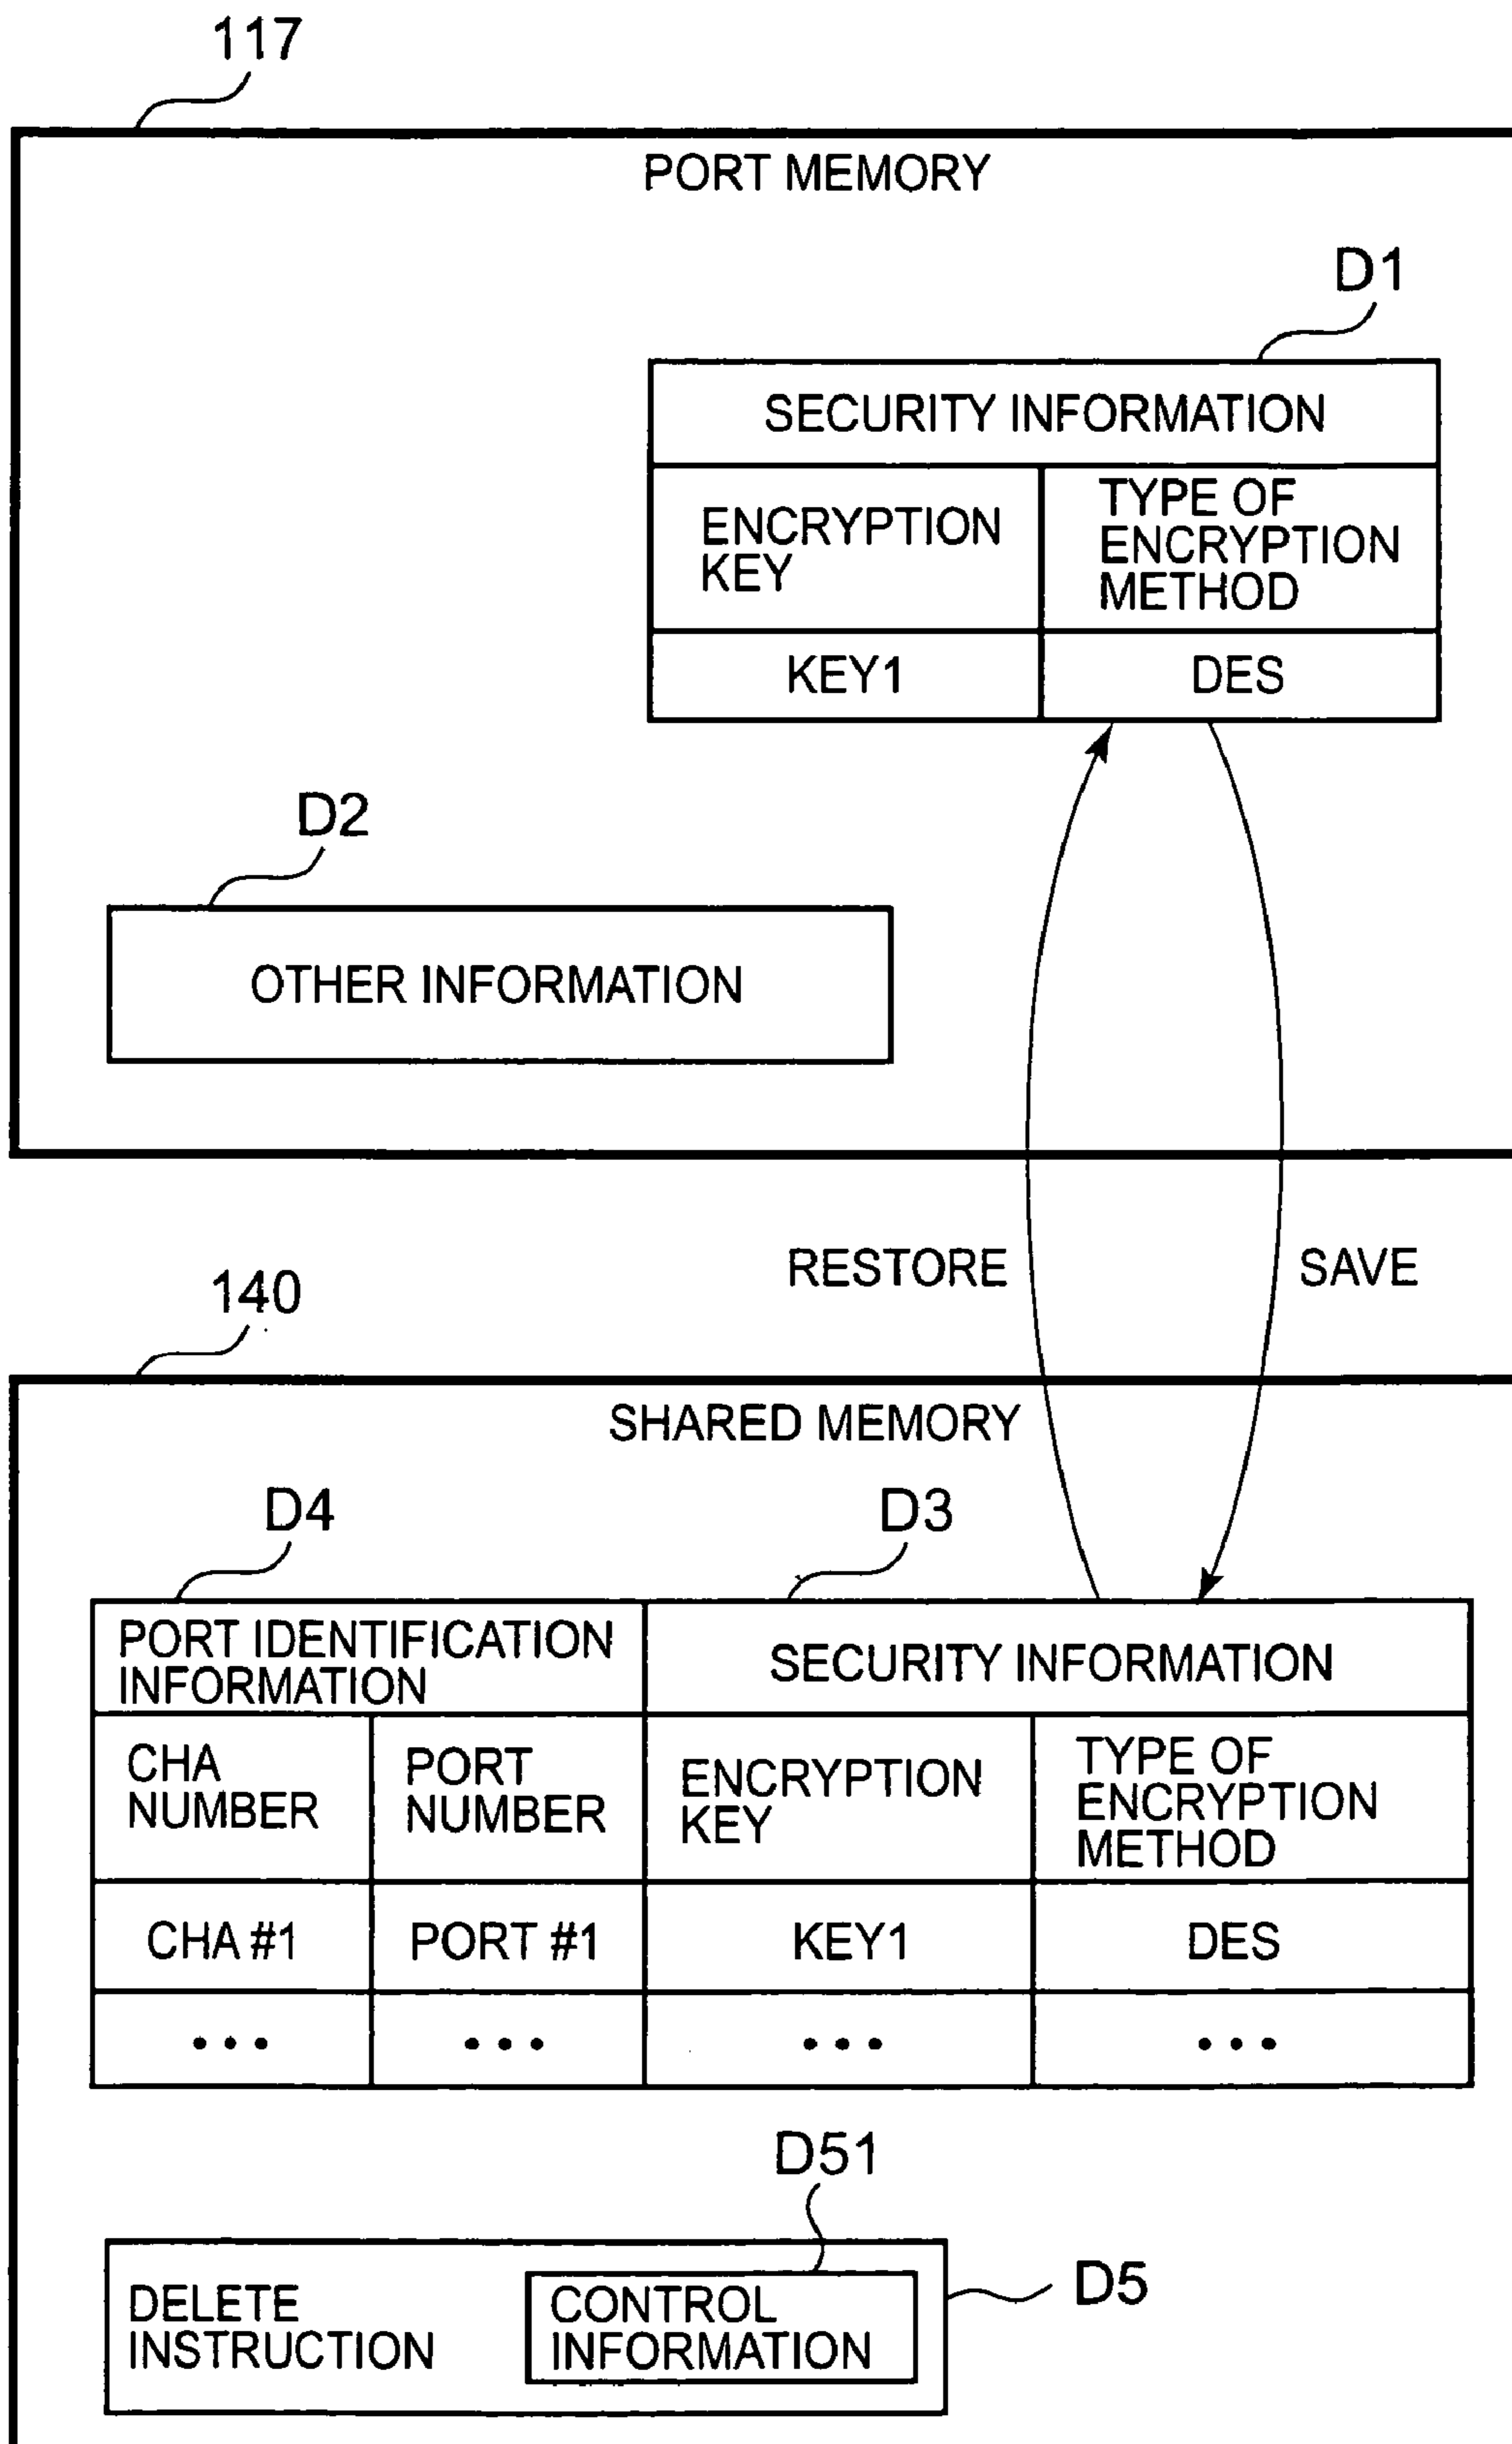 117
PORT MEMORY
D1
SECURITY INFORMATION
ENCRYPTION
KEY
TYPE OF
ENCRYPTION
METHOD
KEY1
DES
D2
OTHER INFORMATION
RESTORE
SAVE
140
SHARED MEMORY
D4
D3
PORT IDENTIFICATION
INFORMATION
SECURITY INFORMATION
CHA
NUMBER
PORT
NUMBER
ENCRYPTION
KEY
TYPE OF
ENCRYPTION
METHOD
CHA #1
PORT #1
KEY1
DES
• • •
• • •
• • •
• • •
D51
DELETE
INSTRUCTION
CONTROL
INFORMATION
D5